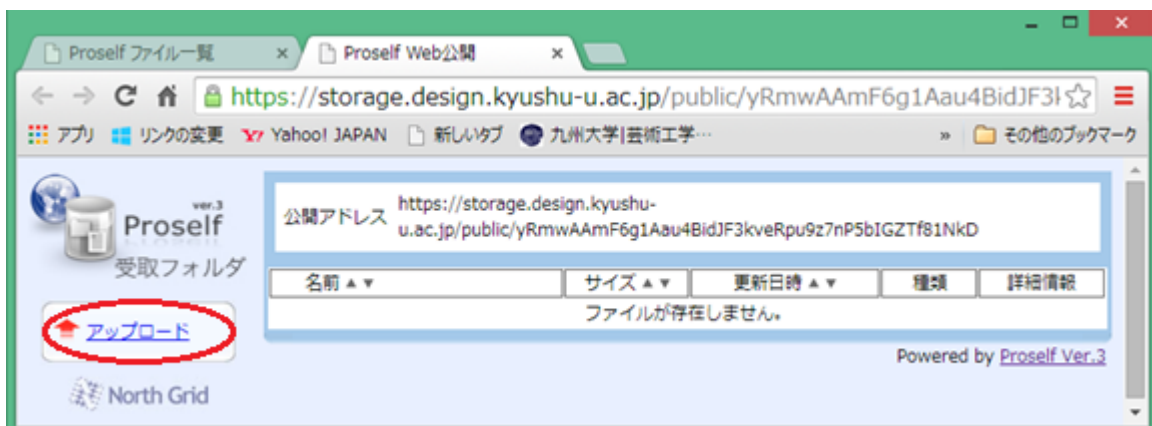 Proself ファイル一覧
Proself Web公開
https://storage.design.kyushu-u.ac.jp/public/yRmwAAmF6g1Aau4BidJF3k
アプリ リンクの変更 Yahoo! JAPAN 新しいタブ 九州大学|芸術工学… » その他のブックマーク
ver.3
Proself
受取フォルダ
アップロード
North Grid
公開アドレス
https://storage.design.kyushu-
u.ac.jp/public/yRmwAAmF6g1Aau4BidJF3kveRpu9z7nP5bIGZTf81NkD
名前▲▼ サイズ▲▼ 更新日時▲▼ 種類 詳細情報
ファイルが存在しません。
Powered by Proself Ver.3